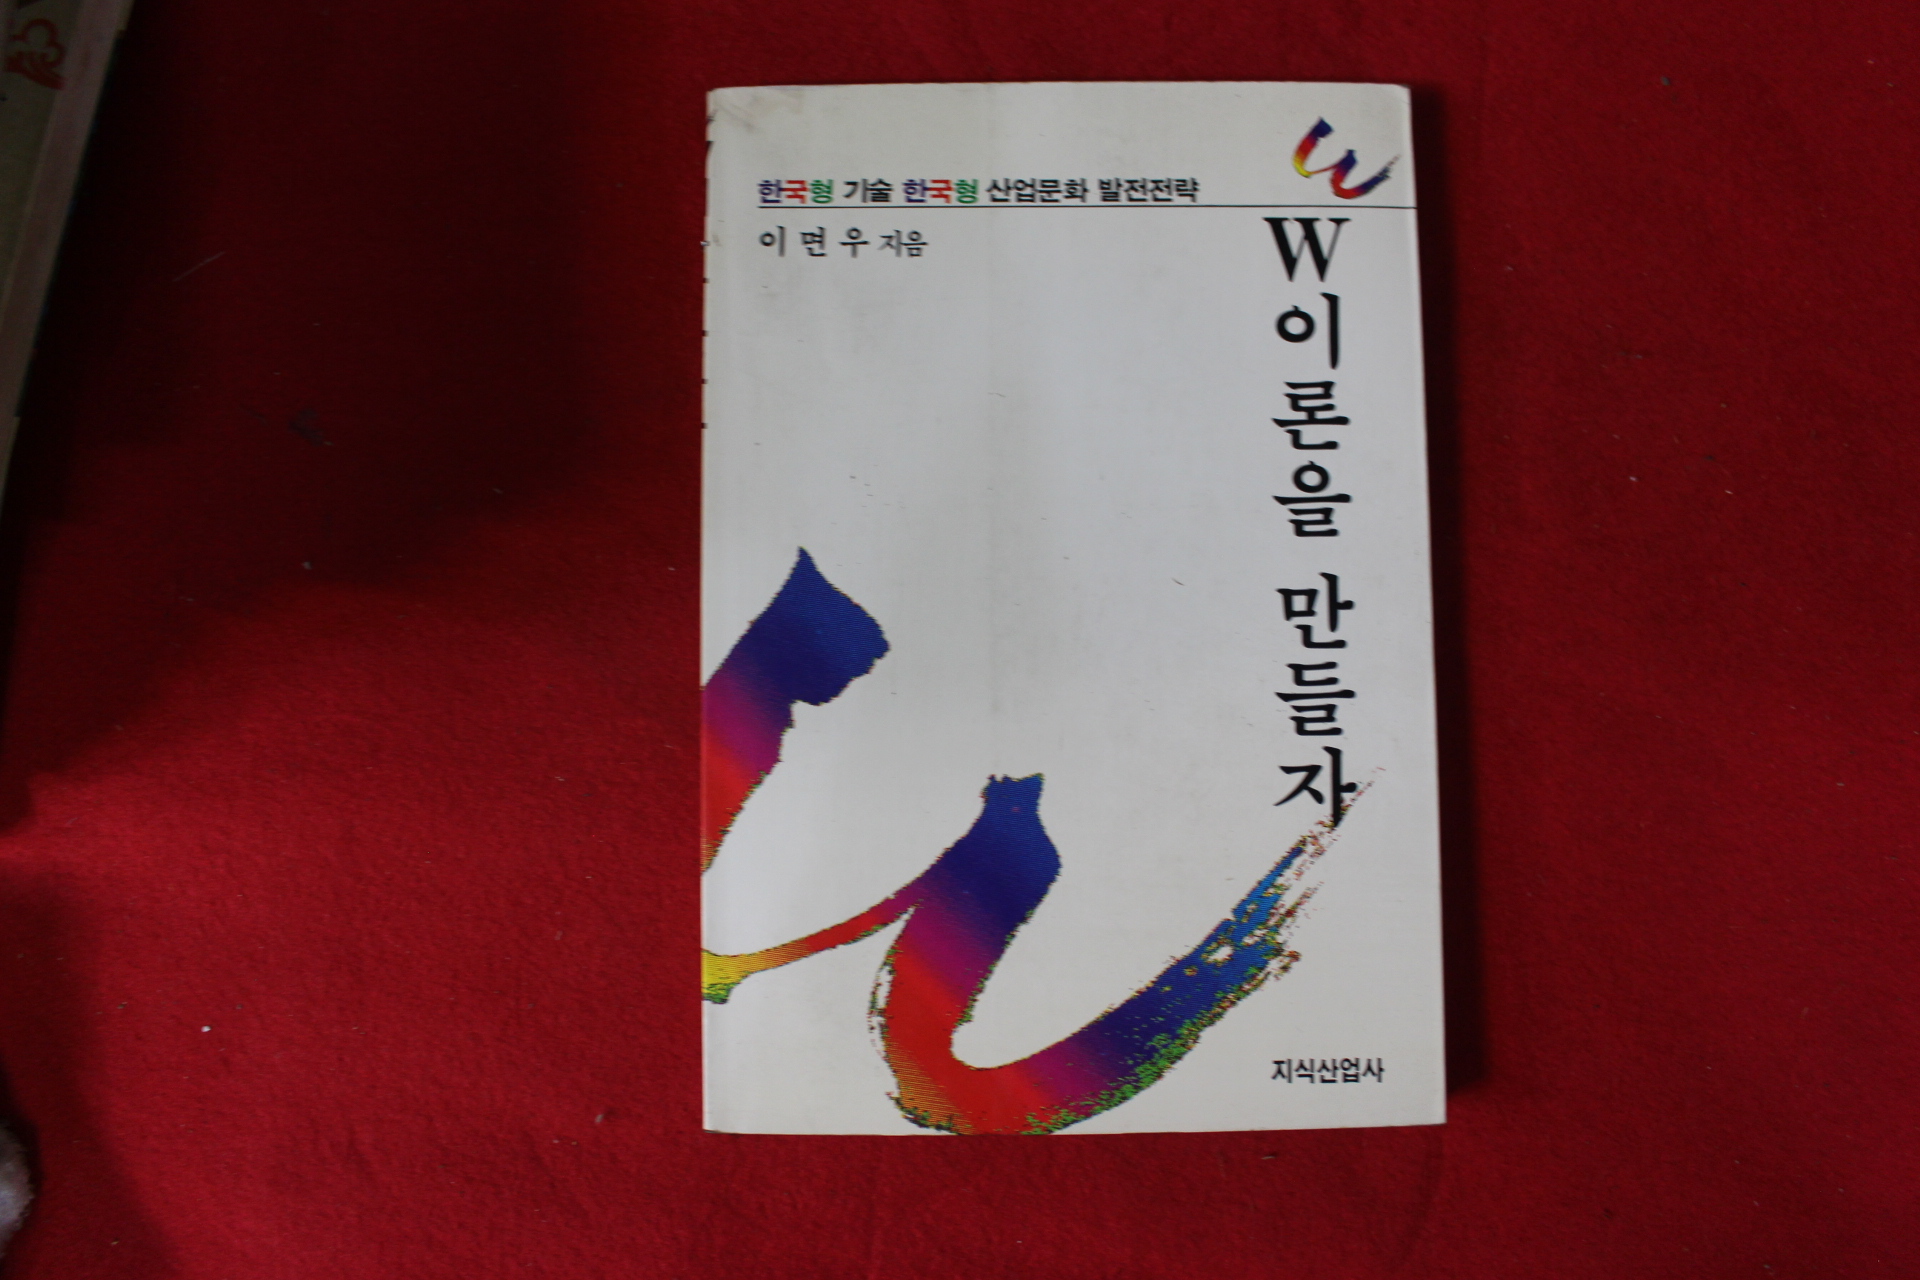 한국형 기술 한국형 산업문화 발전전략
이 면 우 지음
W이론을 만들자
지식산업사